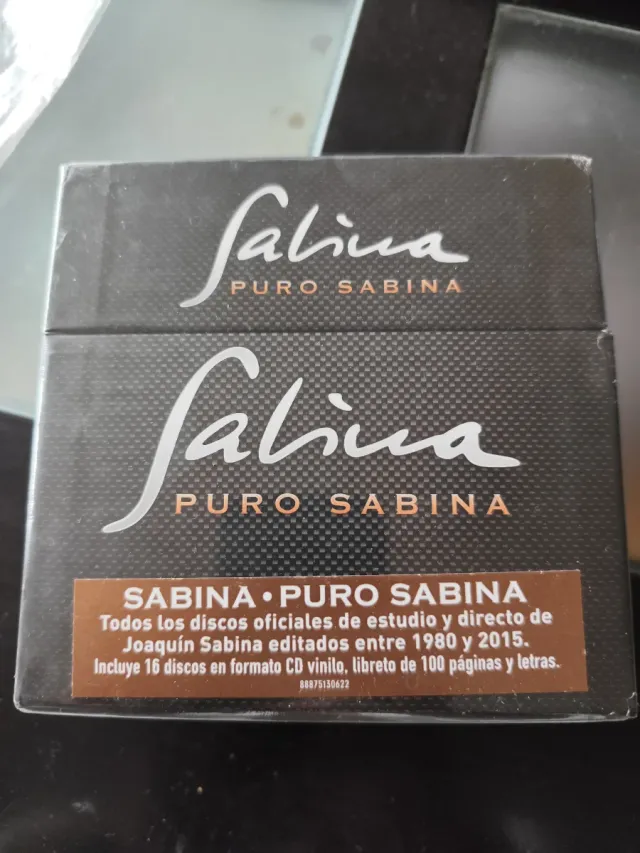 Sabina
PURO SABINA
Sabina
PURO SABINA
SABINA • PURO SABINA
Todos los discos oficiales de estudio y directo de
Joaquín Sabina editados entre 1980 y 2015.
Incluye 16 discos en formato CD vinilo, libreto de 100 páginas y letras.
88875130622